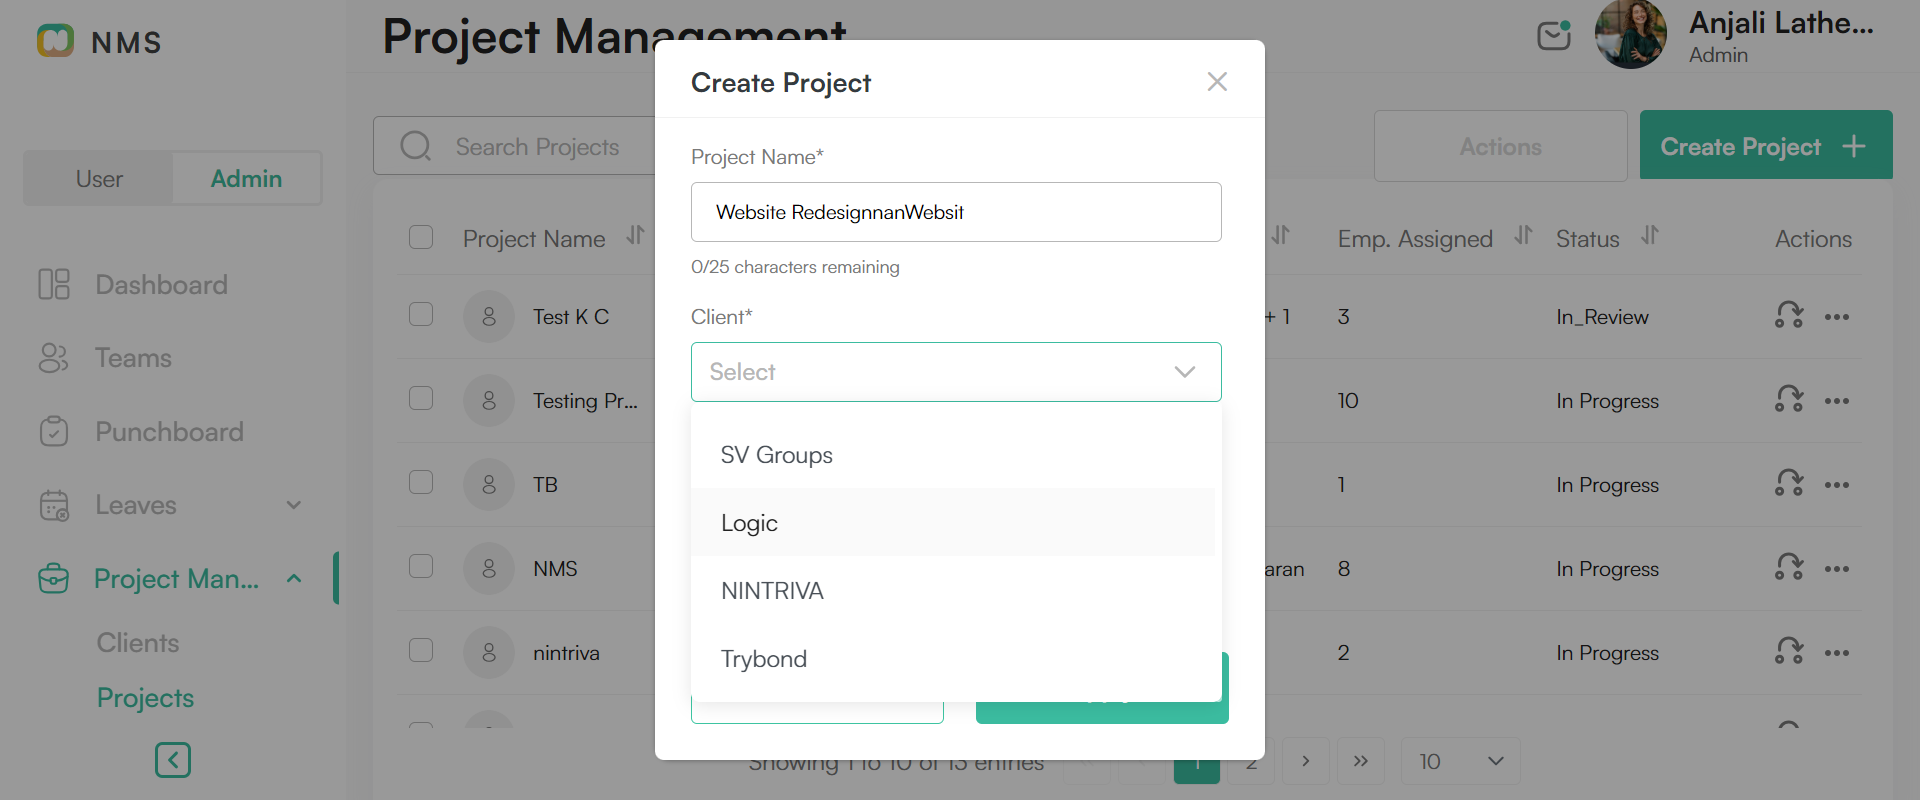 NMS
Project Management
Anjali Lathe...
Admin
User
Admin
Dashboard
Teams
Punchboard
Leaves
Project Man...
Clients
Projects
Search Projects
Actions
Create Project
Project Name
Emp. Assigned
Status
Actions
Test K C
+ 1
3
In_Review
Testing Pr...
10
In Progress
TB
1
In Progress
NMS
aran
8
In Progress
nintriva
2
In Progress
Showing 1 to 10 of 13 entries
1
2
10
Create Project
Project Name*
Website RedesignnanWebsit
0/25 characters remaining
Client*
Select
SV Groups
Logic
NINTRIVA
Trybond